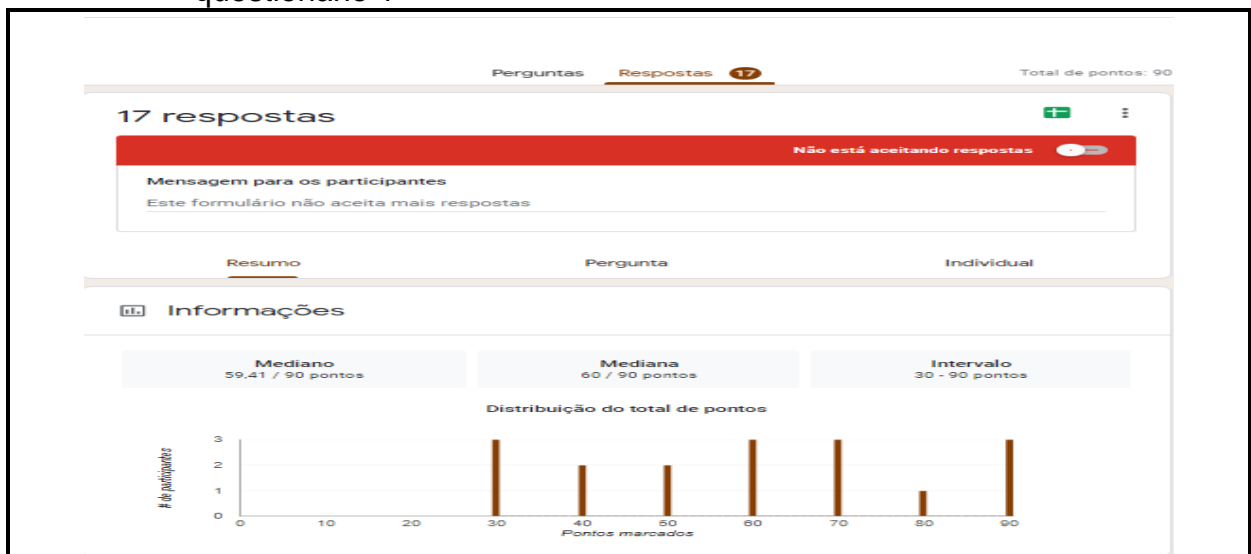 Perguntas Respostas 17 Total de pontos: 90
17 respostas
Não está aceitando respostas
Mensagem para os participantes
Este formulário não aceita mais respostas
Resumo Pergunta Individual
Informações
Mediano Mediana Intervalo
59,41 / 90 pontos 60 / 90 pontos 30 - 90 pontos
Distribuição do total de pontos
# de participantes
3
2
1
0
0 10 20 30 40 50 60 70 80 90
Pontos marcados